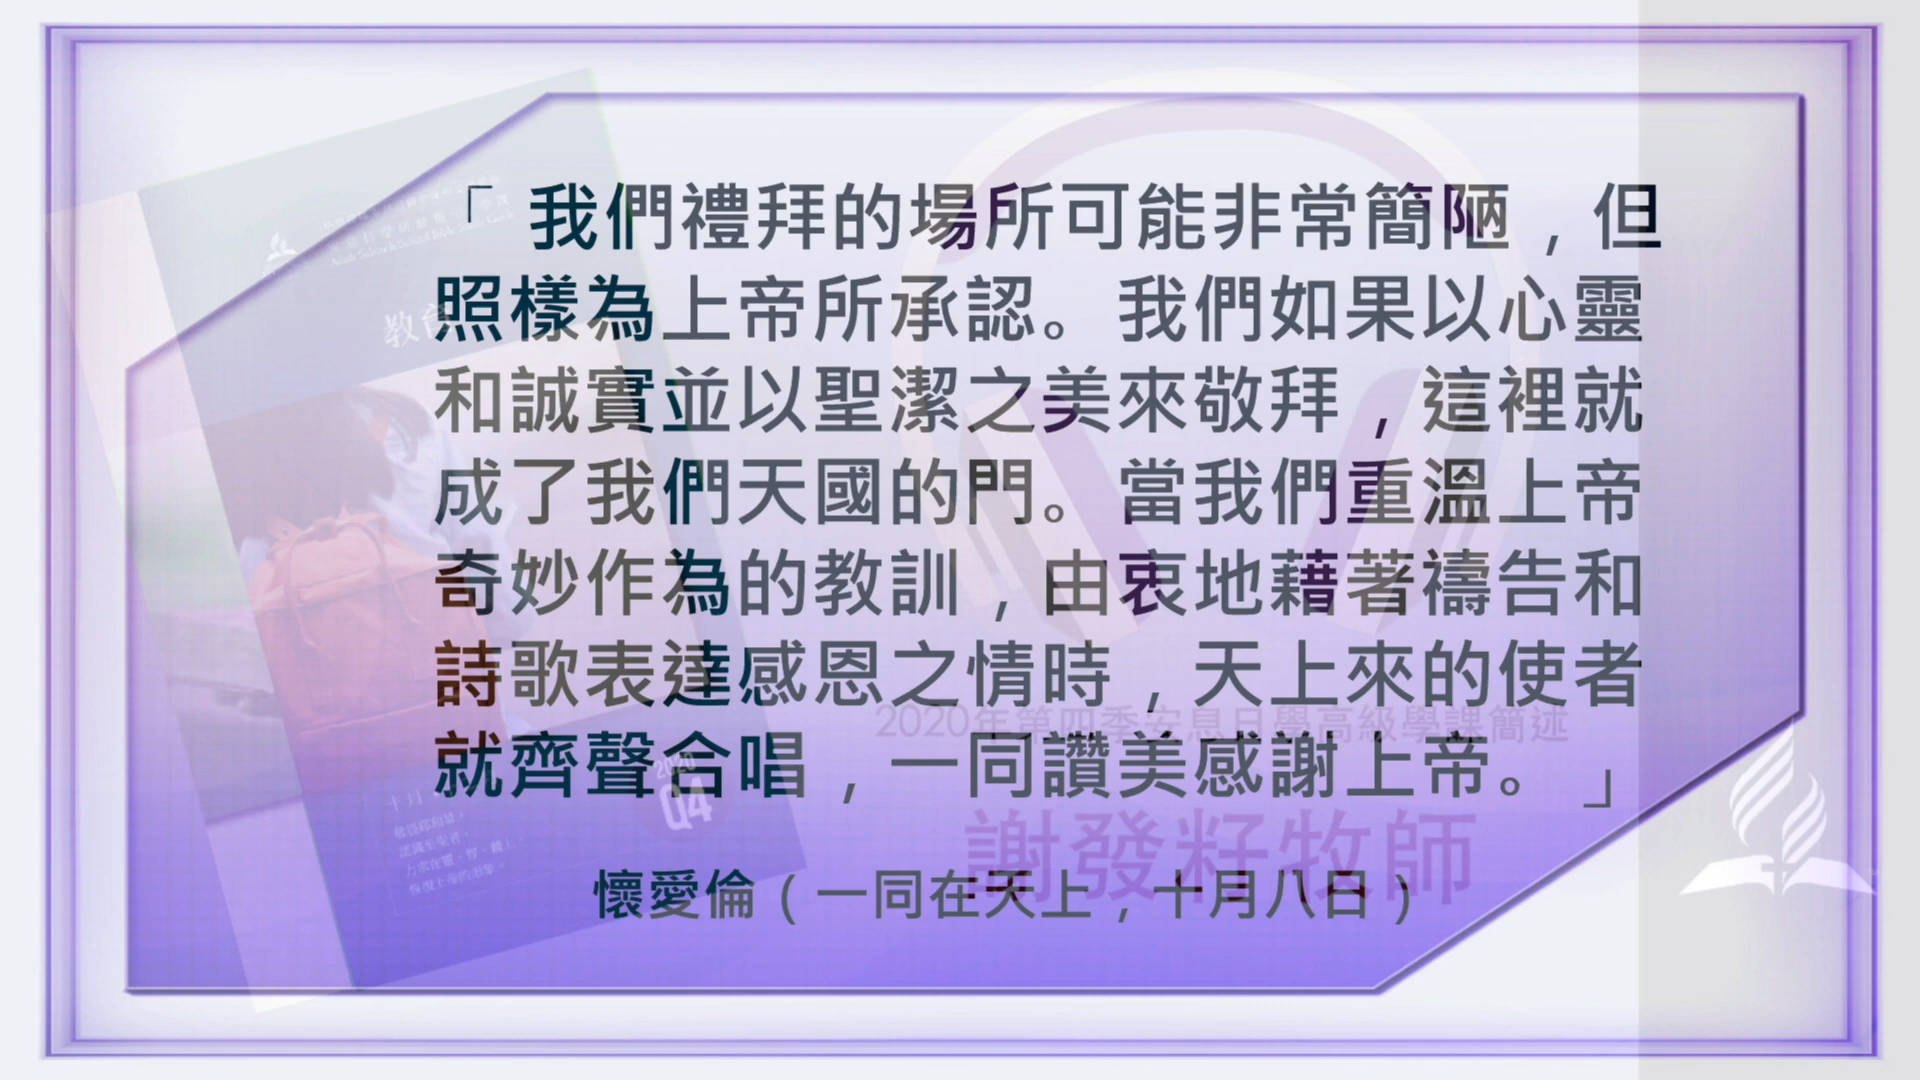 「 我們禮拜的場所可能非常簡陋，但
照樣為上帝所承認。我們如果以心靈
和誠實並以聖潔之美來敬拜，這裡就
成了我們天國的門。當我們重溫上帝
奇妙作為的教訓，由衷地藉著禱告和
詩歌表達感恩之情時，天上來的使者
就齊聲合唱，一同讚美感謝上帝。 」
懷愛倫（一同在天上，十月八日）
教育
2020
Q4
2020年第四季安息日學高級學課簡述
謝發籽牧師